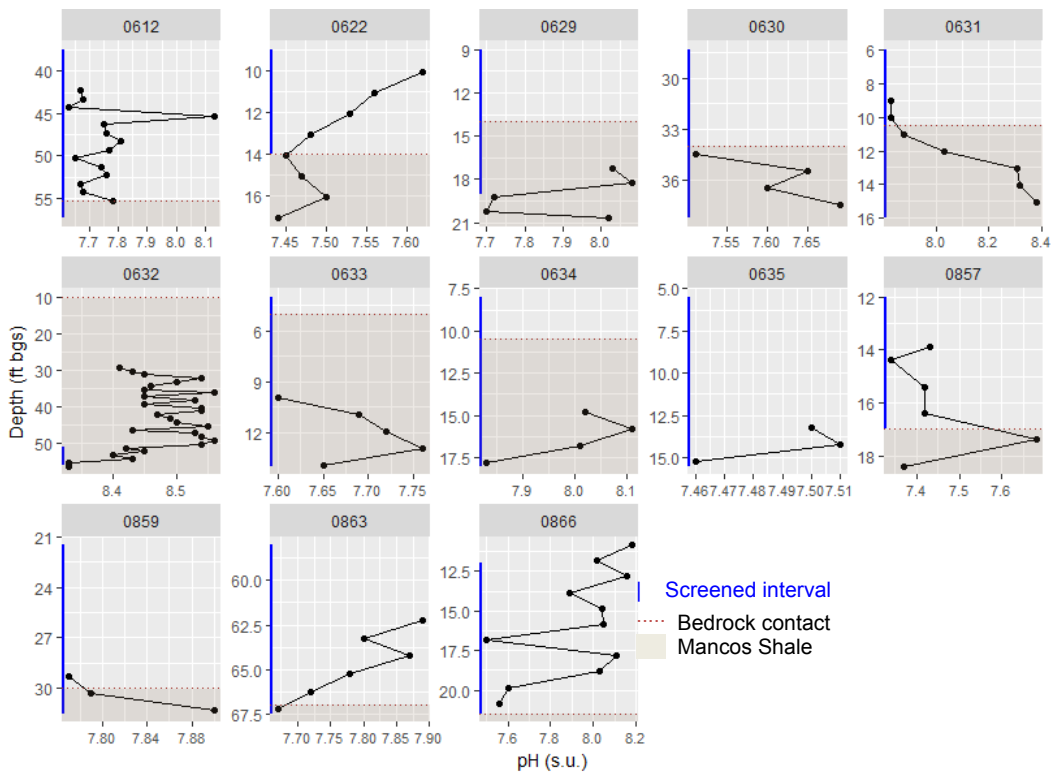 0612 0622 0629 0630 0631
40
45
50
55
7.7 7.8 7.9 8.0 8.1
10
12
14
16
7.45 7.50 7.55 7.60
9
12
15
18
21
7.7 7.8 7.9 8.0
30
33
36
7.55 7.60 7.65
6
8
10
12
14
16
8.0 8.2 8.4
0632 0633 0634 0635 0857
Depth (ft bgs)
10
20
30
40
50
8.4 8.5
6
9
12
7.60 7.65 7.70 7.75
7.5
10.0
12.5
15.0
17.5
7.9 8.0 8.1
5.0
7.5
10.0
12.5
15.0
7.46 7.47 7.48 7.49 7.50 7.51
12
14
16
18
7.4 7.5 7.6
0859 0863 0866
21
24
27
30
7.80 7.84 7.88
60.0
62.5
65.0
67.5
7.70 7.75 7.80 7.85 7.90
12.5
15.0
17.5
20.0
7.6 7.8 8.0 8.2
Screened interval
Bedrock contact
Mancos Shale
pH (s.u.)